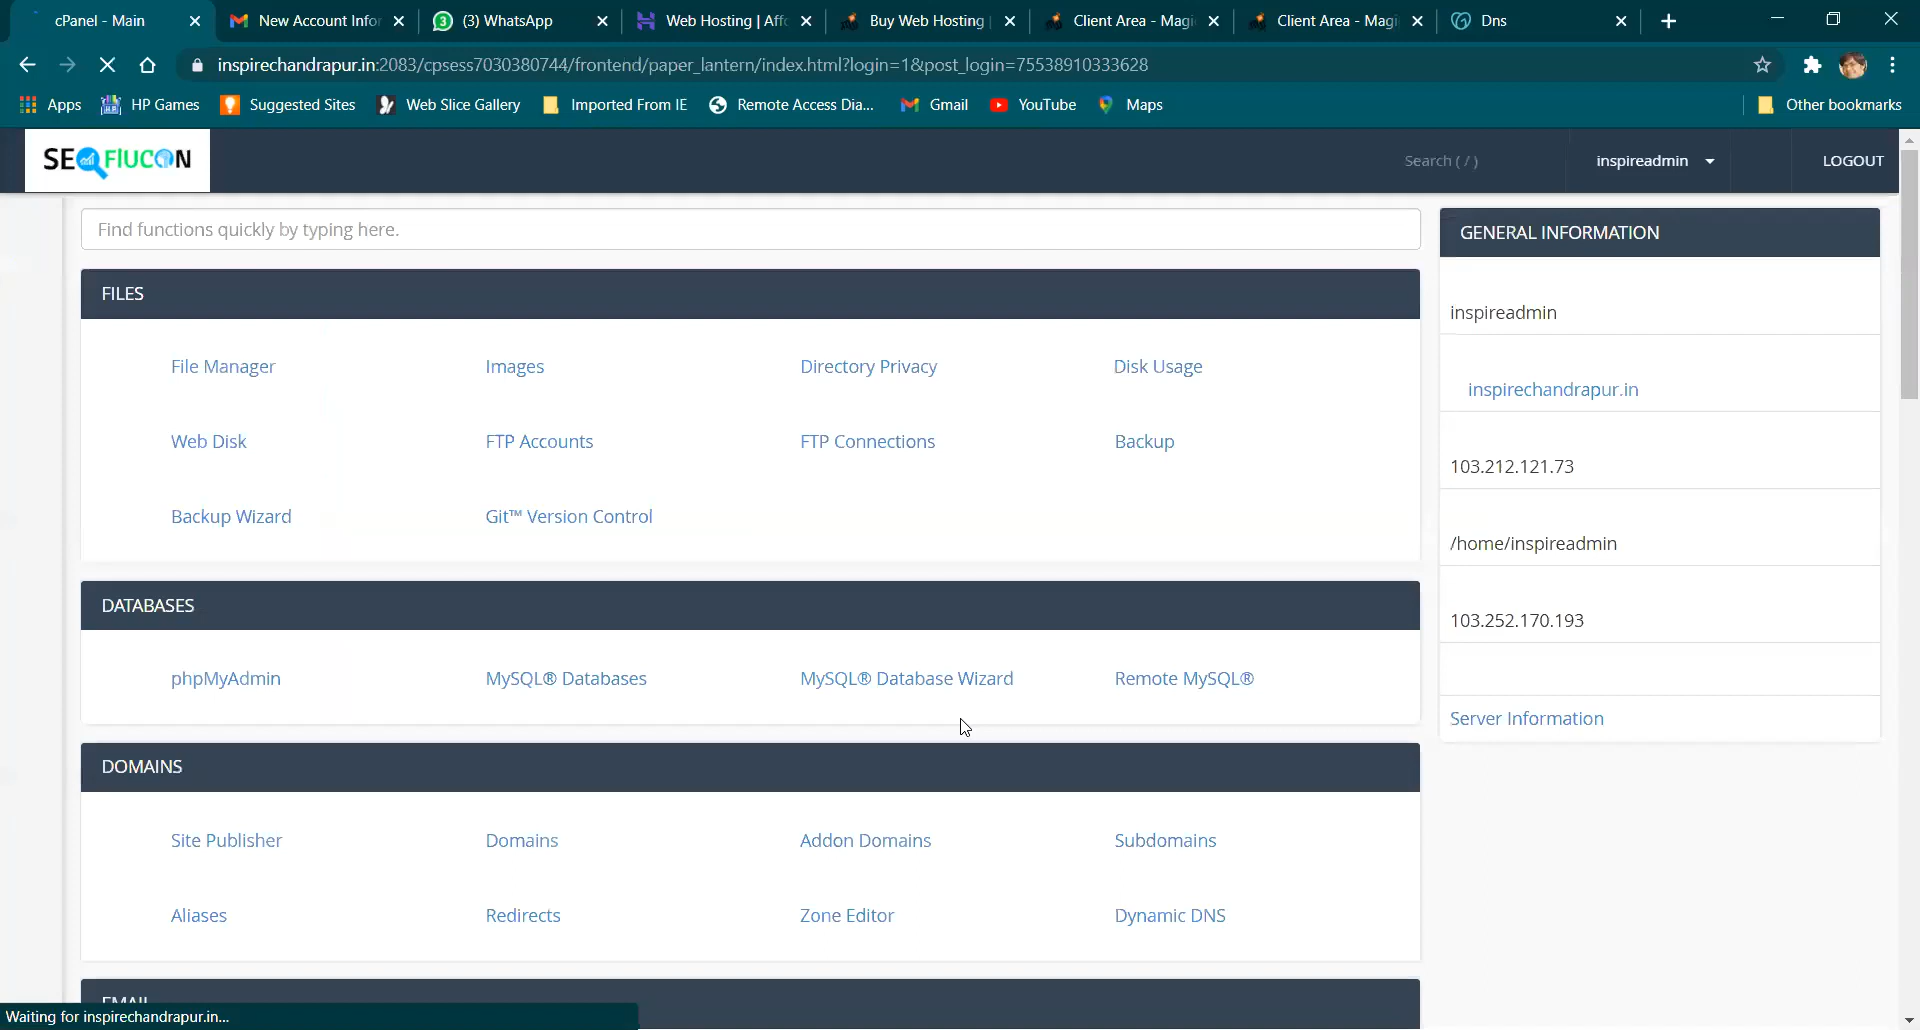 cPanel - Main
New Account Infor
(3) WhatsApp
Web Hosting | Affo
Buy Web Hosting |
Client Area - Magi
Client Area - Magi
Dns
inspirechandrapur.in:2083/cpsess7030380744/frontend/paper_lantern/index.html?login=1&post_login=75538910333628
Apps HP Games Suggested Sites Web Slice Gallery Imported From IE Remote Access Dia... Gmail YouTube Maps Other bookmarks
SEOFIUCON
Search ( / ) inspireadmin LOGOUT
Find functions quickly by typing here.
FILES
File Manager Images Directory Privacy Disk Usage
Web Disk FTP Accounts FTP Connections Backup
Backup Wizard Git™ Version Control
DATABASES
phpMyAdmin MySQL® Databases MySQL® Database Wizard Remote MySQL®
DOMAINS
Site Publisher Domains Addon Domains Subdomains
Aliases Redirects Zone Editor Dynamic DNS
EMAIL
GENERAL INFORMATION
inspireadmin
inspirechandrapur.in
103.212.121.73
/home/inspireadmin
103.252.170.193
Server Information
Waiting for inspirechandrapur.in...